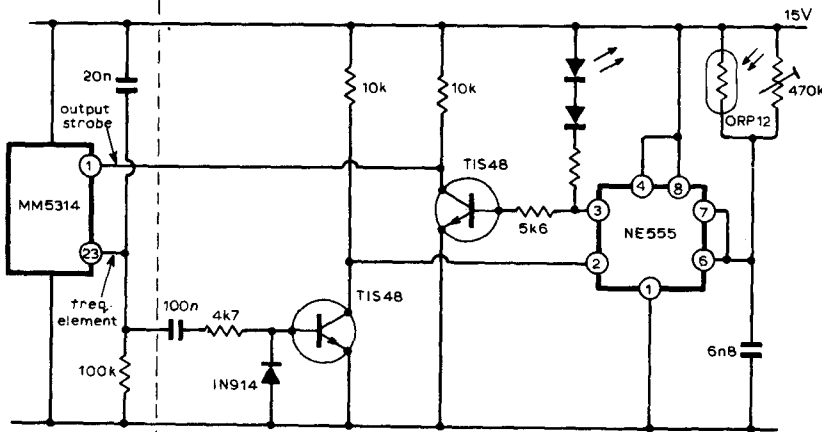 15V
20n
10k
10k
470k
ORP12
output
strobe
1
TIS48
4
8
MM5314
3
7
5k6
NE555
23
2
6
1
freq.
element
100n
4k7
TIS48
6n8
100k
IN914